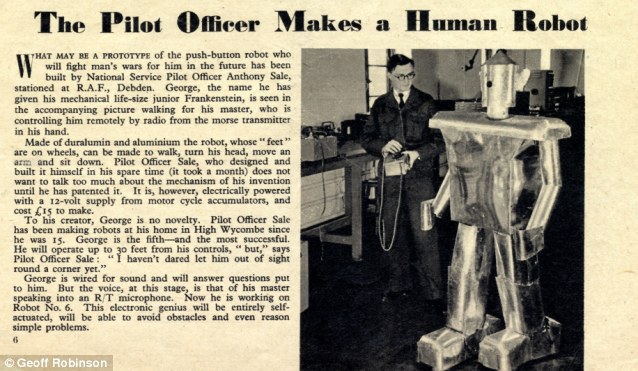 The Pilot Officer Makes a Human Robot
WHAT MAY BE A PROTOTYPE of the push-button robot who
will fight man's wars for him in the future has been
built by National Service Pilot Officer Anthony Sale,
stationed at R.A.F., Debden. George, the name he has
given his mechanical life-size junior Frankenstein, is seen in
the accompanying picture walking for his master, who is
controlling him remotely by radio from the morse transmitter
in his hand.
Made of duralumin and aluminium the robot, whose " feet "
are on wheels, can be made to walk, turn his head, move an
arm and sit down. Pilot Officer Sale, who designed and
built it himself in his spare time (it took a month) does not
want to talk too much about the mechanism of his invention
until he has patented it. It is, however, electrically powered
with a 12-volt supply from motor cycle accumulators, and
cost £15 to make.
To his creator, George is no novelty. Pilot Officer Sale
has been making robots at his home in High Wycombe since
he was 15. George is the fifth—and the most successful.
He will operate up to 30 feet from his controls, " but," says
Pilot Officer Sale : " I haven't dared let him out of sight
round a corner yet."
George is wired for sound and will answer questions put
to him. But the voice, at this stage, is that of his master
speaking into an R/T microphone. Now he is working on
Robot No. 6. This electronic genius will be entirely self-
actuated, will be able to avoid obstacles and even reason
simple problems.
6
© Geoff Robinson